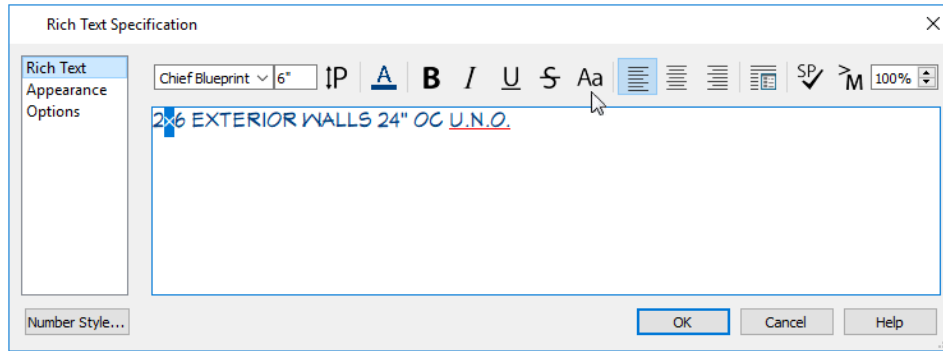 Rich Text Specification
Rich Text
Appearance
Options
Chief Blueprint 6" P A B I U S Aa SP M 100%
2x6 EXTERIOR WALLS 24" OC U.N.O.
Number Style...
OK Cancel Help